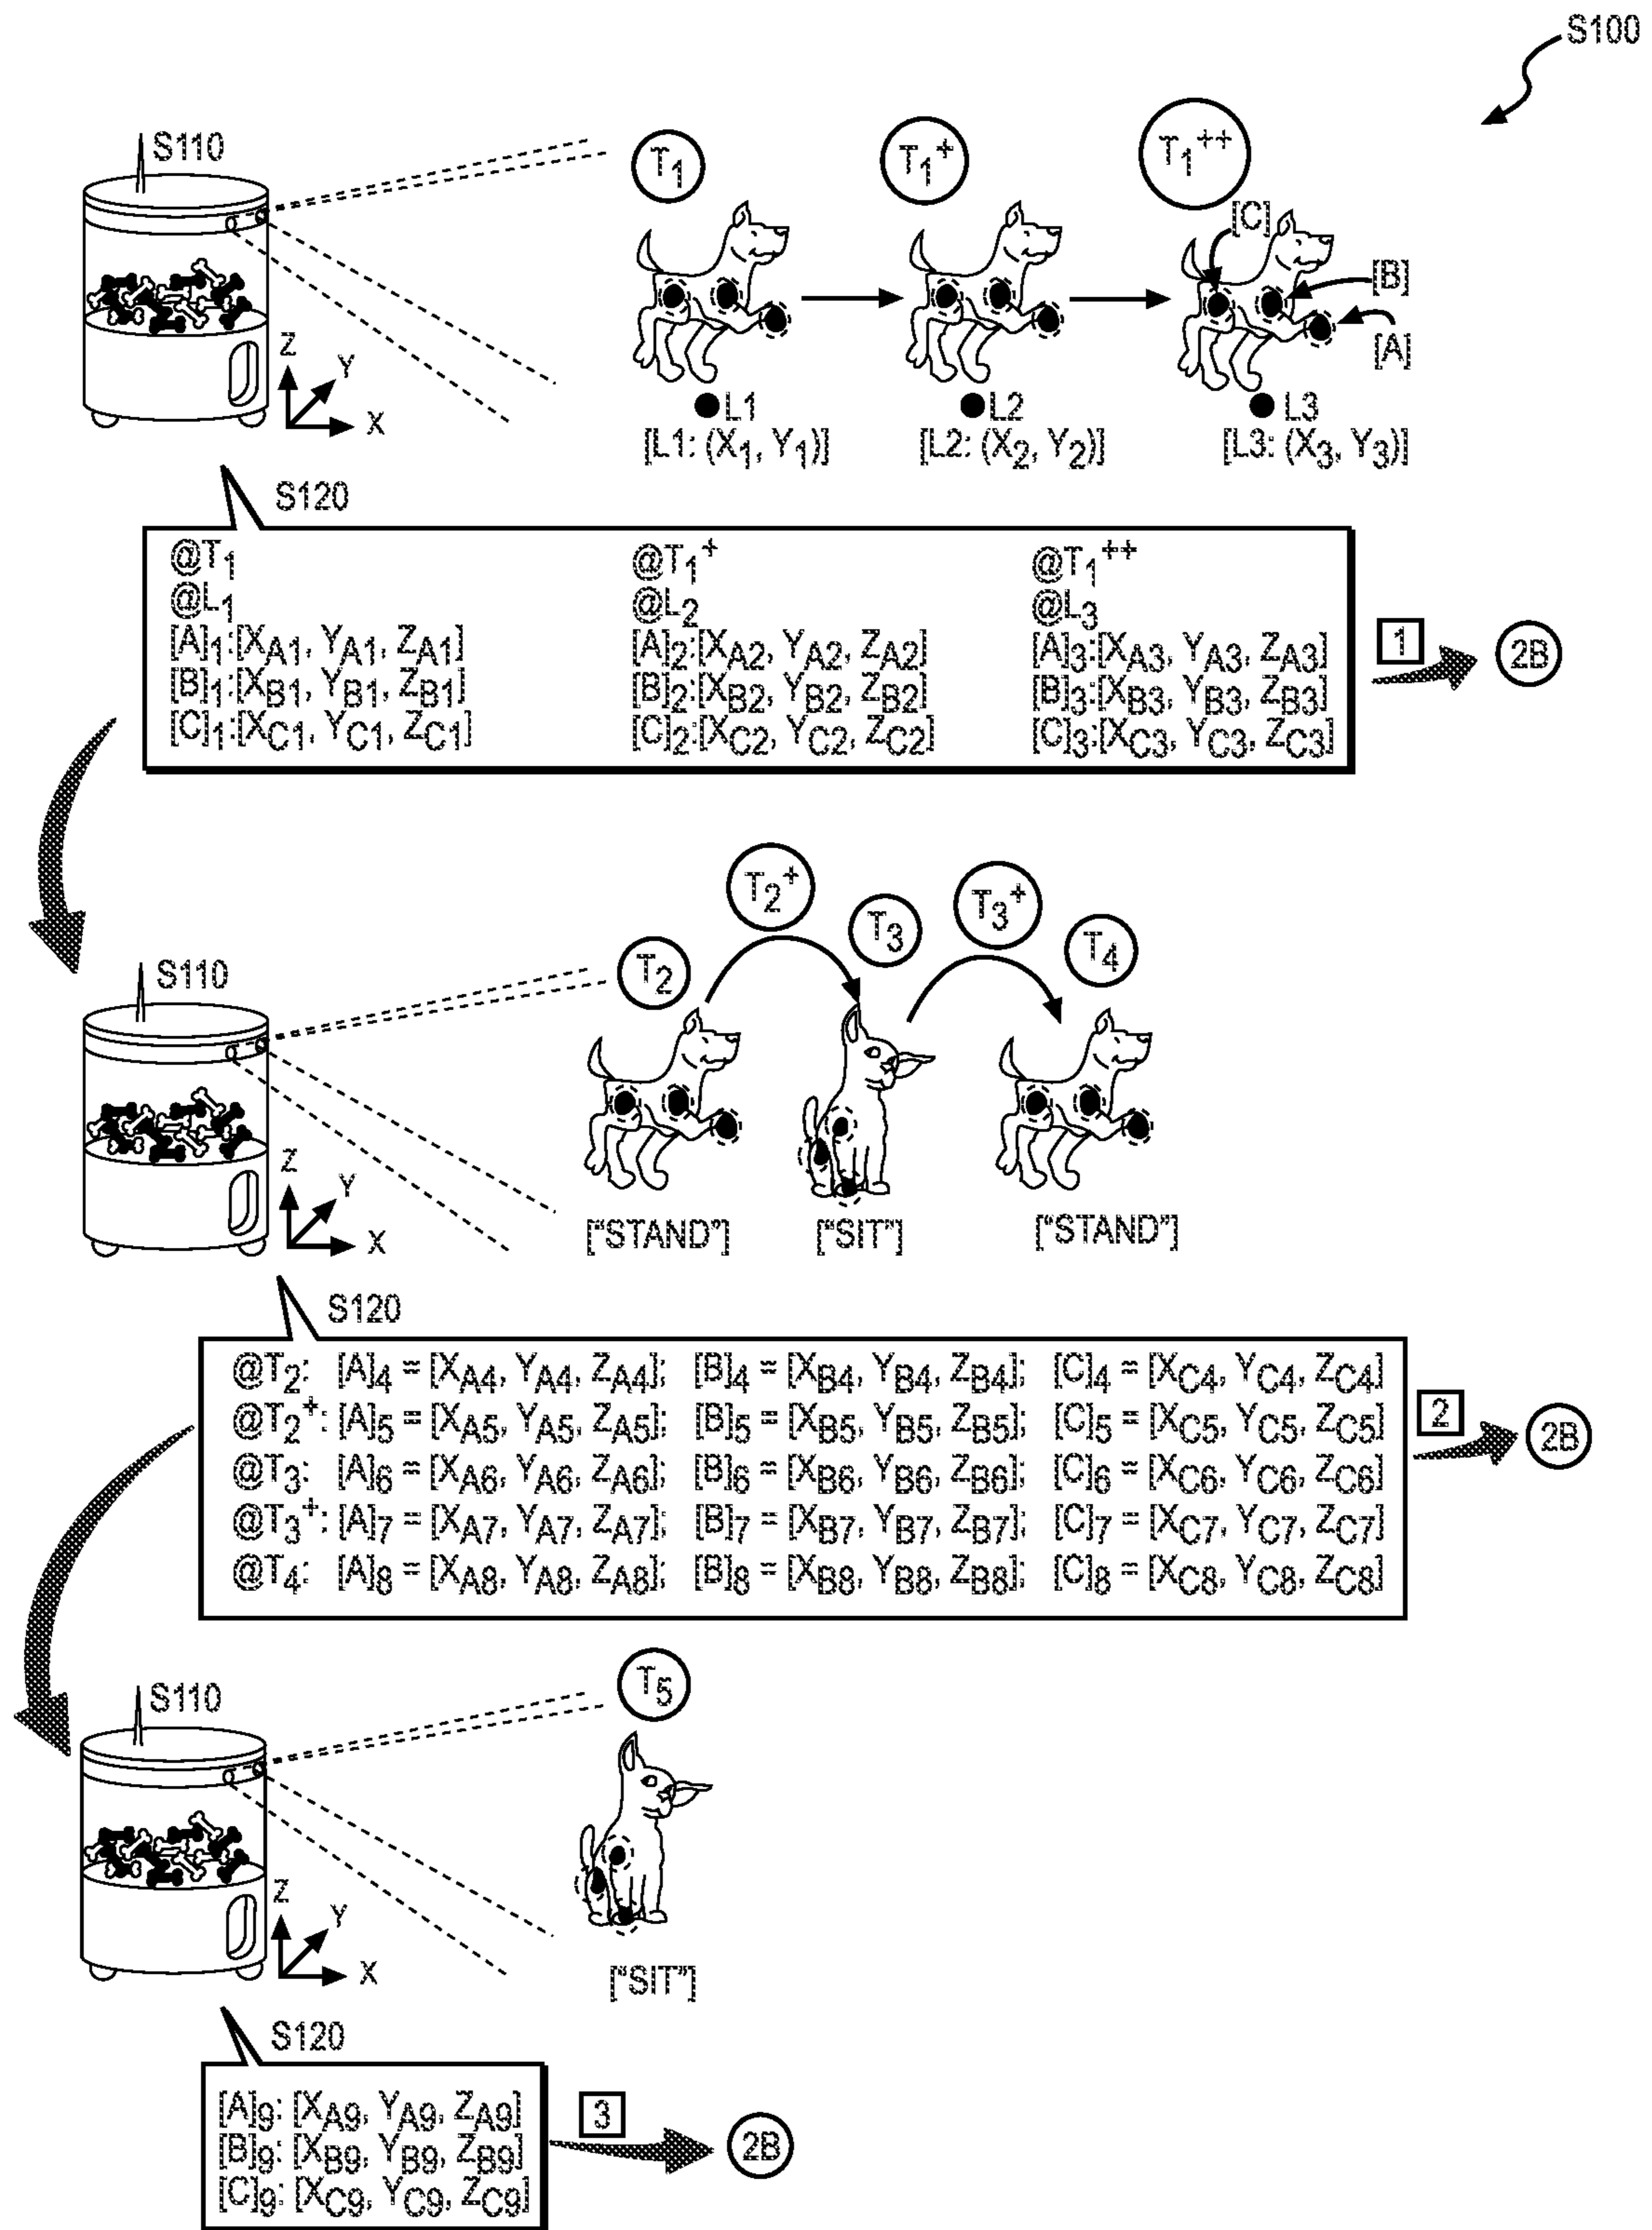 S100
S110
T1
T1+
T1++
[C]
[B]
[A]
Z
Y
X
L1
L2
L3
[L1: (X1, Y1)]
[L2: (X2, Y2)]
[L3: (X3, Y3)]
S120
@T1 @T1+ @T1++
@L1 @L2 @L3
[A]1:[XA1, YA1, ZA1] [A]2:[XA2, YA2, ZA2] [A]3:[XA3, YA3, ZA3]
[B]1:[XB1, YB1, ZB1] [B]2:[XB2, YB2, ZB2] [B]3:[XB3, YB3, ZB3]
[C]1:[XC1, YC1, ZC1] [C]2:[XC2, YC2, ZC2] [C]3:[XC3, YC3, ZC3]
1
2B
S110
T2
T2+
T3
T3+
T4
Z
Y
X
["STAND"]
["SIT"]
["STAND"]
S120
@T2: [A]4 = [XA4, YA4, ZA4]; [B]4 = [XB4, YB4, ZB4]; [C]4 = [XC4, YC4, ZC4]
@T2+: [A]5 = [XA5, YA5, ZA5]; [B]5 = [XB5, YB5, ZB5]; [C]5 = [XC5, YC5, ZC5]
@T3: [A]6 = [XA6, YA6, ZA6]; [B]6 = [XB6, YB6, ZB6]; [C]6 = [XC6, YC6, ZC6]
@T3+: [A]7 = [XA7, YA7, ZA7]; [B]7 = [XB7, YB7, ZB7]; [C]7 = [XC7, YC7, ZC7]
@T4: [A]8 = [XA8, YA8, ZA8]; [B]8 = [XB8, YB8, ZB8]; [C]8 = [XC8, YC8, ZC8]
2
2B
S110
T5
Z
Y
X
["SIT"]
S120
[A]9: [XA9, YA9, ZA9]
[B]9: [XB9, YB9, ZB9]
[C]9: [XC9, YC9, ZC9]
3
2B